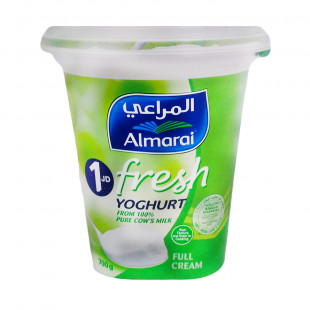 المراعي
Almarai
1 JD
fresh
YOGHURT
FROM 100%
PURE COW'S MILK
FULL
CREAM